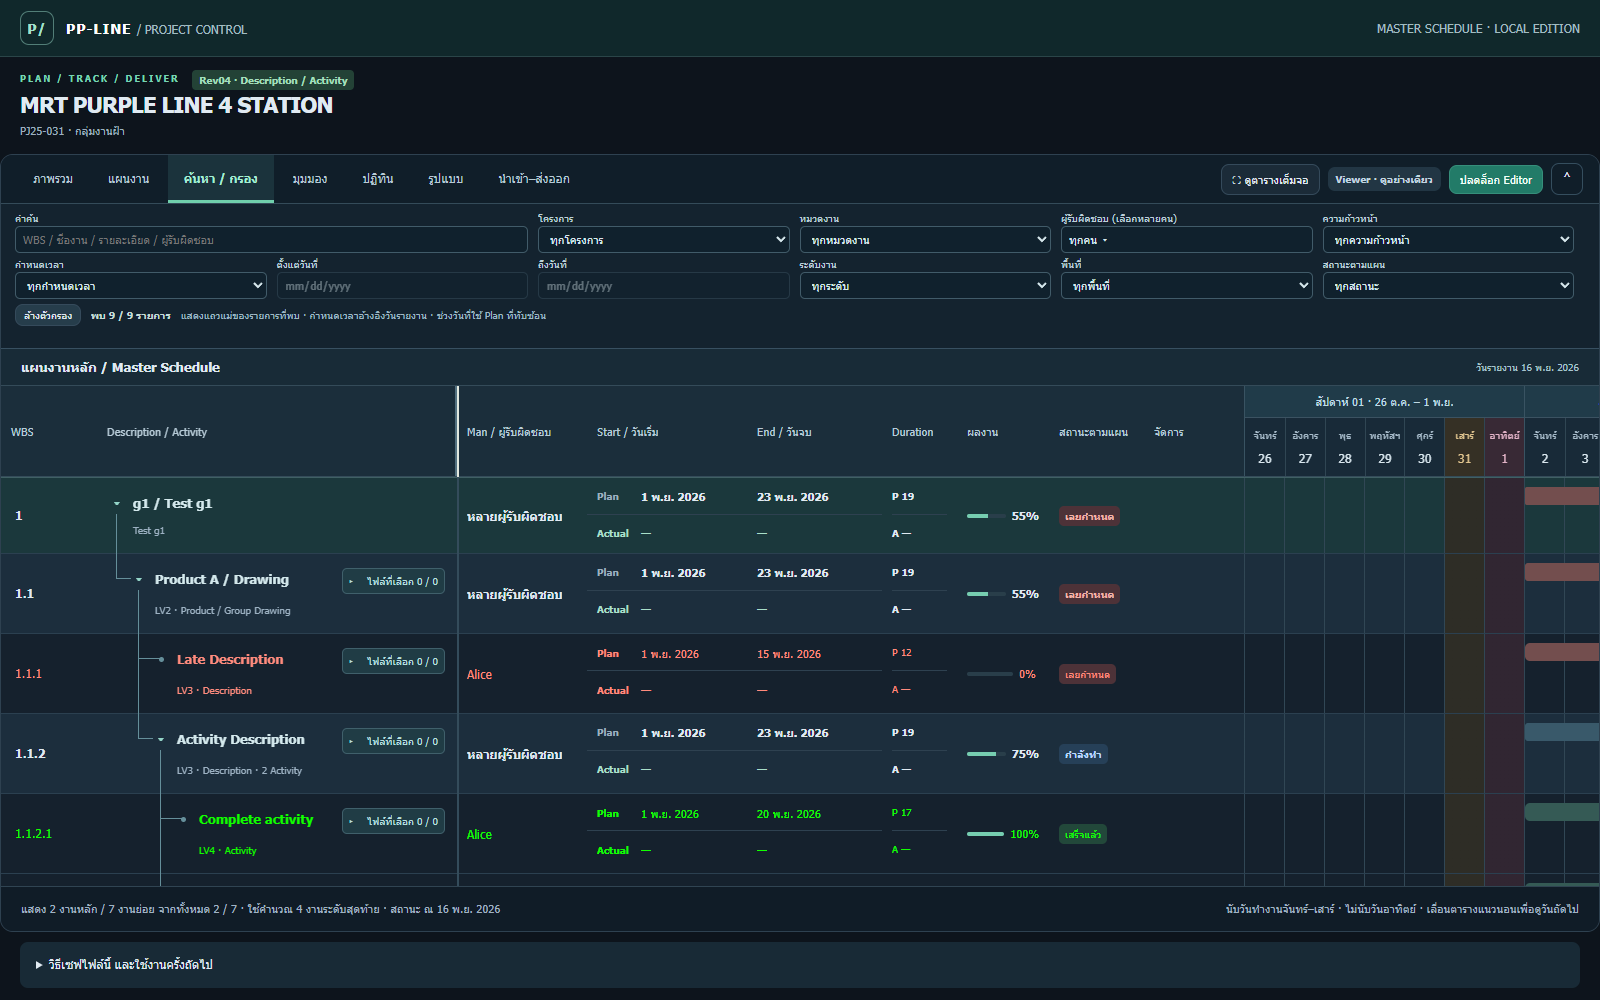 P/ PP-LINE / PROJECT CONTROL
MASTER SCHEDULE · LOCAL EDITION
PLAN / TRACK / DELIVER Rev04 · Description / Activity
MRT PURPLE LINE 4 STATION
PJ25-031 · กลุ่มงานฝ้า
ภาพรวม แผนงาน ค้นหา / กรอง มุมมอง ปฏิทิน รูปแบบ นำเข้า–ส่งออก
ดูตารางเต็มจอ Viewer · ดูอย่างเดียว ปลดล็อก Editor ^
คำค้น โครงการ หมวดงาน ผู้รับผิดชอบ (เลือกหลายคน) ความก้าวหน้า
WBS / ชื่องาน / รายละเอียด / ผู้รับผิดชอบ ทุกโครงการ ทุกหมวดงาน ทุกคน ทุกความก้าวหน้า
กำหนดเวลา ตั้งแต่วันที่ ถึงวันที่ ระดับงาน พื้นที่ สถานะตามแผน
ทุกกำหนดเวลา mm/dd/yyyy mm/dd/yyyy ทุกระดับ ทุกพื้นที่ ทุกสถานะ
ล้างตัวกรอง พบ 9 / 9 รายการ แสดงแถวแม่ของรายการที่พบ · กำหนดเวลาอ้างอิงวันรายงาน · ช่วงวันที่ใช้ Plan ที่ทับซ้อน
แผนงานหลัก / Master Schedule
วันรายงาน 16 พ.ย. 2026
สัปดาห์ 01 · 26 ต.ค. – 1 พ.ย.
WBS Description / Activity Man / ผู้รับผิดชอบ Start / วันเริ่ม End / วันจบ Duration ผลงาน สถานะตามแผน จัดการ
จันทร์ อังคาร พุธ พฤหัสฯ ศุกร์ เสาร์ อาทิตย์ จันทร์ อังคาร
26 27 28 29 30 31 1 2 3
g1 / Test g1 Plan 1 พ.ย. 2026 23 พ.ย. 2026 P 19
1 หลายผู้รับผิดชอบ 55% เลยกำหนด
Test g1 Actual — — A —
Product A / Drawing ไฟล์ที่เลือก 0 / 0 Plan 1 พ.ย. 2026 23 พ.ย. 2026 P 19
1.1 หลายผู้รับผิดชอบ 55% เลยกำหนด
LV2 · Product / Group Drawing Actual — — A —
Late Description ไฟล์ที่เลือก 0 / 0 Plan 1 พ.ย. 2026 15 พ.ย. 2026 P 12
1.1.1 Alice 0% เลยกำหนด
LV3 · Description Actual — — A —
Activity Description ไฟล์ที่เลือก 0 / 0 Plan 1 พ.ย. 2026 23 พ.ย. 2026 P 19
1.1.2 หลายผู้รับผิดชอบ 75% กำลังทำ
LV3 · Description · 2 Activity Actual — — A —
Complete activity ไฟล์ที่เลือก 0 / 0 Plan 1 พ.ย. 2026 20 พ.ย. 2026 P 17
1.1.2.1 Alice 100% เสร็จแล้ว
LV4 · Activity Actual — — A —
แสดง 2 งานหลัก / 7 งานย่อย จากทั้งหมด 2 / 7 · ใช้คำนวณ 4 งานระดับสุดท้าย · สถานะ ณ 16 พ.ย. 2026
นับวันทำงานจันทร์–เสาร์ · ไม่นับวันอาทิตย์ · เลื่อนตารางแนวนอนเพื่อดูวันถัดไป
วิธีเซฟไฟล์นี้ และใช้งานครั้งถัดไป